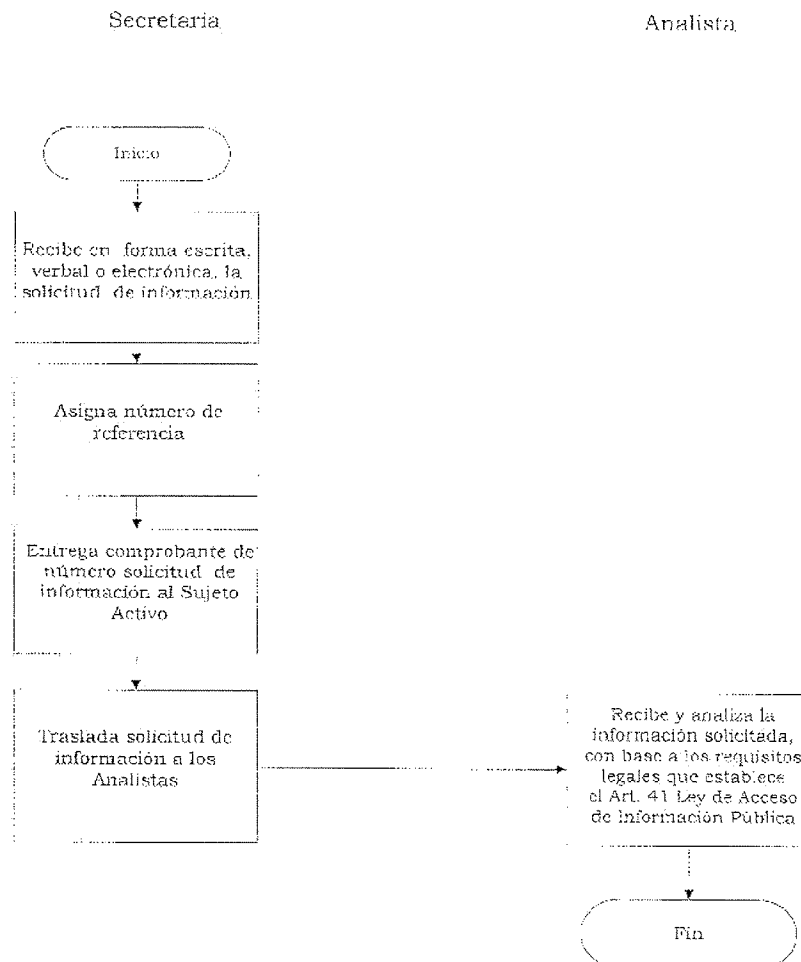 Secretaria
Analista
Inicio
Recibe en forma escrita,
verbal o electrónica, la
solicitud de información
Asigna número de
referencia
Entrega comprobante de
número solicitud de
información al Sujeto
Activo
Traslada solicitud de
información a los
Analistas
Recibe y analiza la
información solicitada,
con base a los requisitos
legales que establece
el Art. 41 Ley de Acceso
de Información Pública
Fin